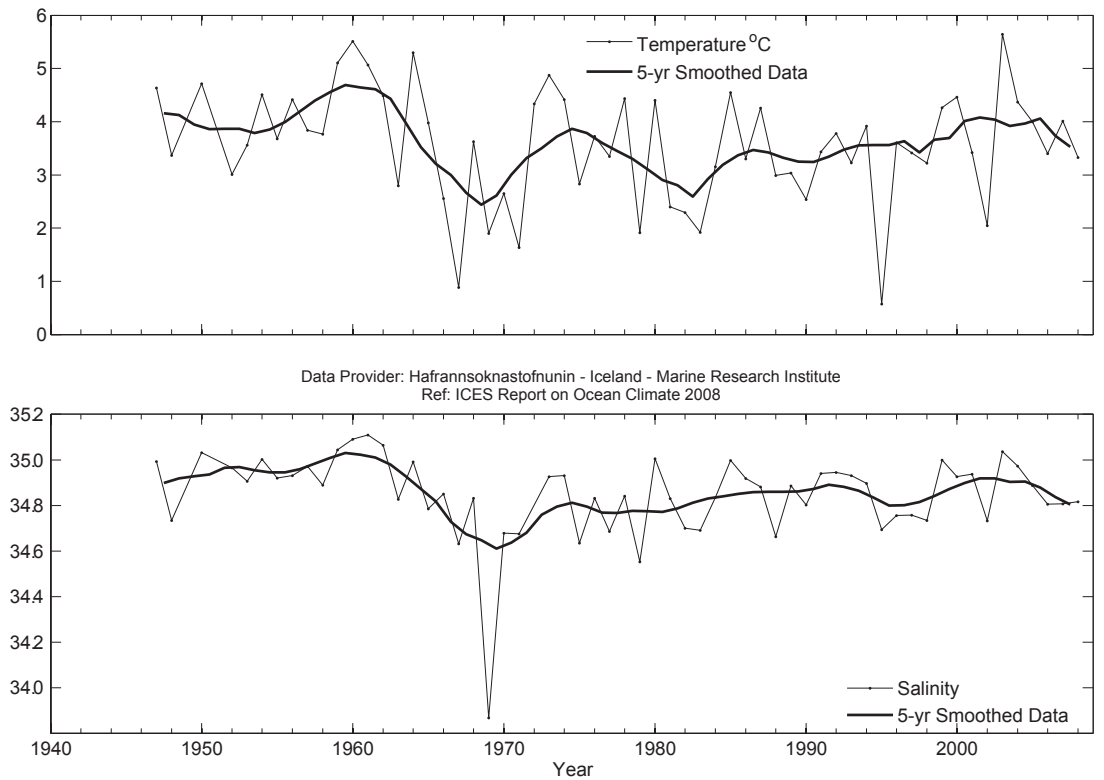 6
5
4
3
2
1
0
Temperature °C
5-yr Smoothed Data
Data Provider: Hafrannsoknastofnunin - Iceland - Marine Research Institute
Ref: ICES Report on Ocean Climate 2008
352
35.0
34.8
34.6
34.4
34.2
34.0
Salinity
5-yr Smoothed Data
1940 1950 1960 1970 1980 1990 2000
Year